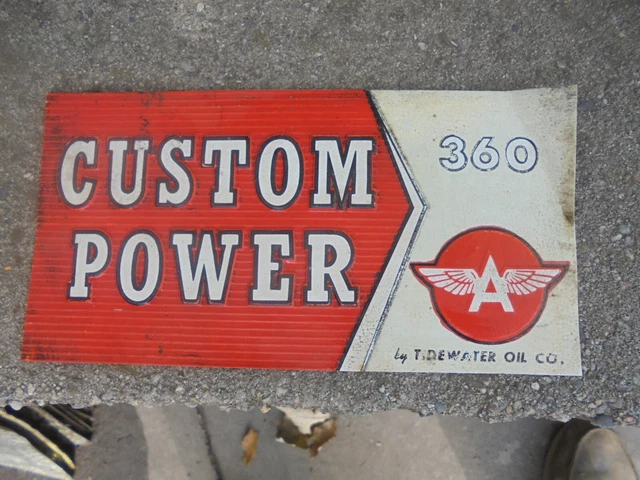 CUSTOM
POWER
360
A
by TIDEWATER OIL CO.